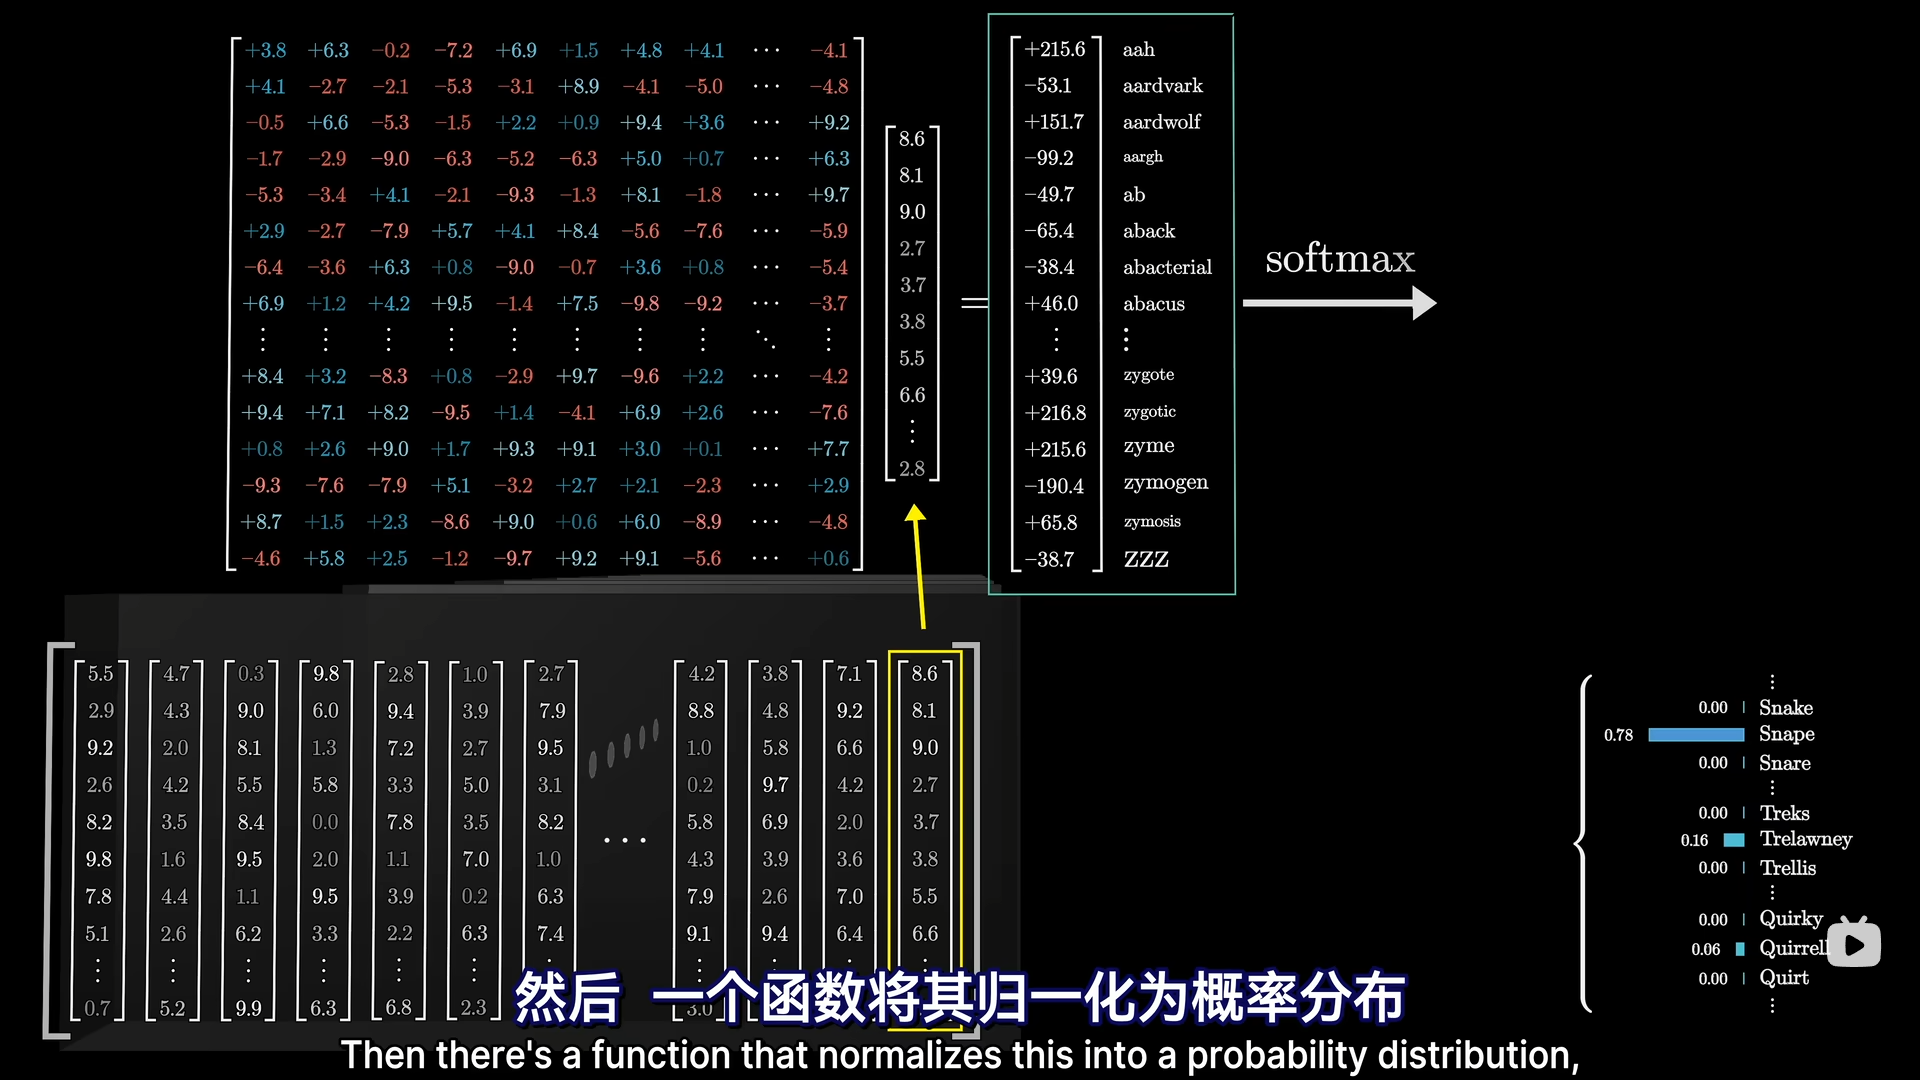 +3.8 +6.3 −0.2 −7.2 +6.9 +1.5 +4.8 +4.1 ⋯ −4.1
+4.1 −2.7 −2.1 −5.3 −3.1 +8.9 −4.1 −5.0 ⋯ −4.8
−0.5 +6.6 −5.3 −1.5 +2.2 +0.9 +9.4 +3.6 ⋯ +9.2
−1.7 −2.9 −9.0 −6.3 −5.2 −6.3 +5.0 +0.7 ⋯ +6.3
−5.3 −3.4 +4.1 −2.1 −9.3 −1.3 +8.1 −1.8 ⋯ +9.7
+2.9 −2.7 −7.9 +5.7 +4.1 +8.4 −5.6 −7.6 ⋯ −5.9
−6.4 −3.6 +6.3 +0.8 −9.0 −0.7 +3.6 +0.8 ⋯ −5.4
+6.9 +1.2 +4.2 +9.5 −1.4 +7.5 −9.8 −9.2 ⋯ −3.7
⋮ ⋮ ⋮ ⋮ ⋮ ⋮ ⋮ ⋮ ⋱ ⋮
+8.4 +3.2 −8.3 +0.8 −2.9 +9.7 −9.6 +2.2 ⋯ −4.2
+9.4 +7.1 +8.2 −9.5 +1.4 −4.1 +6.9 +2.6 ⋯ −7.6
+0.8 +2.6 +9.0 +1.7 +9.3 +9.1 +3.0 +0.1 ⋯ +7.7
−9.3 −7.6 −7.9 +5.1 −3.2 +2.7 +2.1 −2.3 ⋯ +2.9
+8.7 +1.5 +2.3 −8.6 +9.0 +0.6 +6.0 −8.9 ⋯ −4.8
−4.6 +5.8 +2.5 −1.2 −9.7 +9.2 +9.1 −5.6 ⋯ +0.6
8.6
8.1
9.0
2.7
3.7
3.8
5.5
6.6
⋮
2.8
=
+215.6 aah
−53.1 aardvark
+151.7 aardwolf
−99.2 aargh
−49.7 ab
−65.4 aback
−38.4 abacterial
+46.0 abacus
⋮ ⋮
+39.6 zygote
+216.8 zygotic
+215.6 zyme
−190.4 zymogen
+65.8 zymosis
−38.7 zzz
softmax
5.5 4.7 0.3 9.8 2.8 1.0 2.7 4.2 3.8 7.1 8.6
2.9 4.3 9.0 6.0 9.4 3.9 7.9 8.8 4.8 9.2 8.1
9.2 2.0 8.1 1.3 7.2 2.7 9.5 1.0 5.8 6.6 9.0
2.6 4.2 5.5 5.8 3.3 5.0 3.1 0.2 9.7 4.2 2.7
8.2 3.5 8.4 0.0 7.8 3.5 8.2 ⋯ 5.8 6.9 2.0 3.7
9.8 1.6 9.5 2.0 1.1 7.0 1.0 4.3 3.9 3.6 3.8
7.8 4.4 1.1 9.5 3.9 0.2 6.3 7.9 2.6 7.0 5.5
5.1 2.6 6.2 3.3 2.2 6.3 7.4 9.1 9.4 6.4 6.6
⋮ ⋮ ⋮ ⋮ ⋮ ⋮ ⋮ ⋮ ⋮ ⋮ ⋮
0.7 5.2 9.9 6.3 6.8 2.3 3.0
⋮
0.00 Snake
0.78 Snape
0.00 Snare
⋮
0.00 Treks
0.16 Trelawney
0.00 Trellis
⋮
0.00 Quirky
0.06 Quirrell
0.00 Quirt
⋮
然后 一个函数将其归一化为概率分布
Then there's a function that normalizes this into a probability distribution,